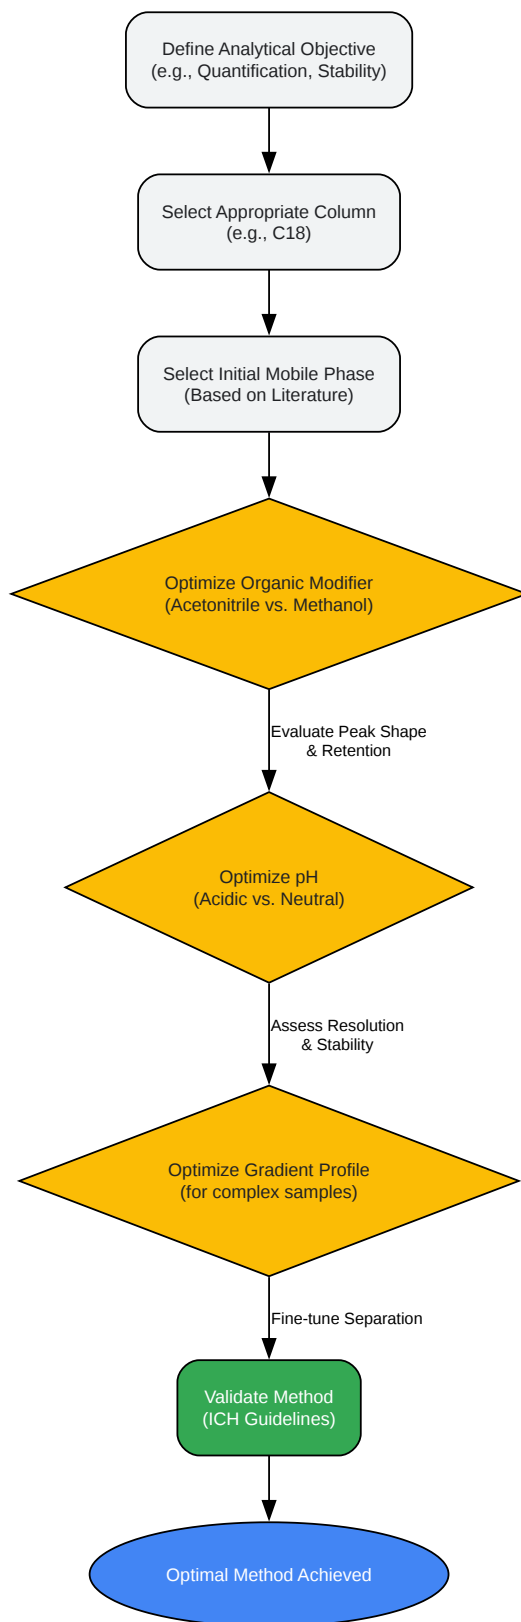 Define Analytical Objective
(e.g., Quantification, Stability)
Select Appropriate Column
(e.g., C18)
Select Initial Mobile Phase
(Based on Literature)
Optimize Organic Modifier
(Acetonitrile vs. Methanol)
Evaluate Peak Shape
& Retention
Optimize pH
(Acidic vs. Neutral)
Assess Resolution
& Stability
Optimize Gradient Profile
(for complex samples)
Fine-tune Separation
Validate Method
(ICH Guidelines)
Optimal Method Achieved